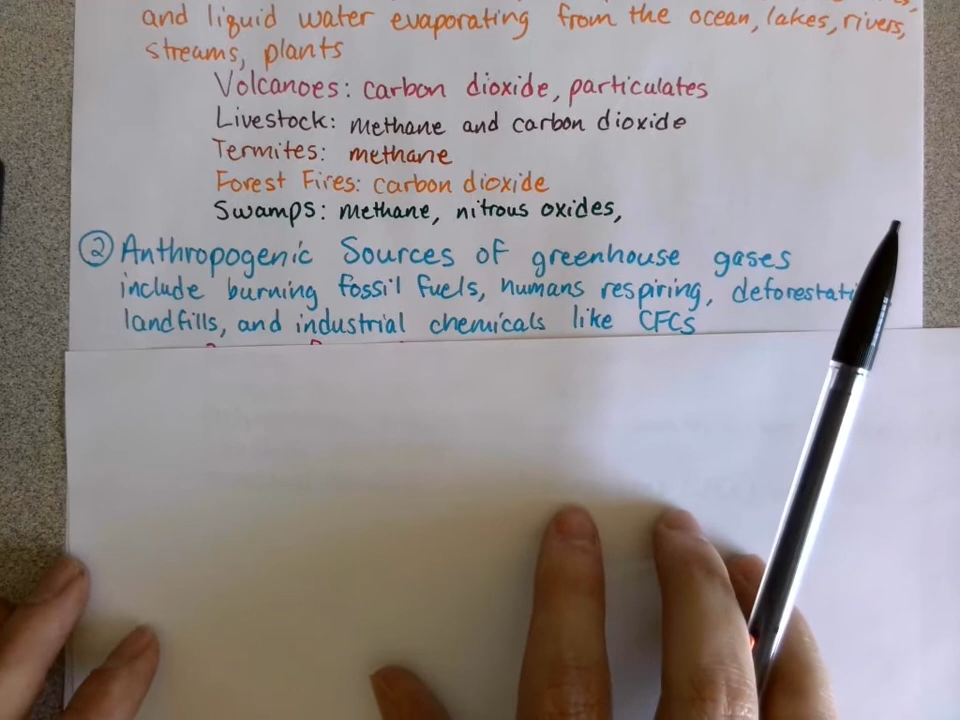 and liquid water evaporating from the ocean, lakes, rivers,
streams, plants
Volcanoes: carbon dioxide, particulates
Livestock: methane and carbon dioxide
Termites: methane
Forest Fires: carbon dioxide
Swamps: methane, nitrous oxides,
② Anthropogenic Sources of greenhouse gases
include burning fossil fuels, humans respiring, deforestati
landfills, and industrial chemicals like CFCs